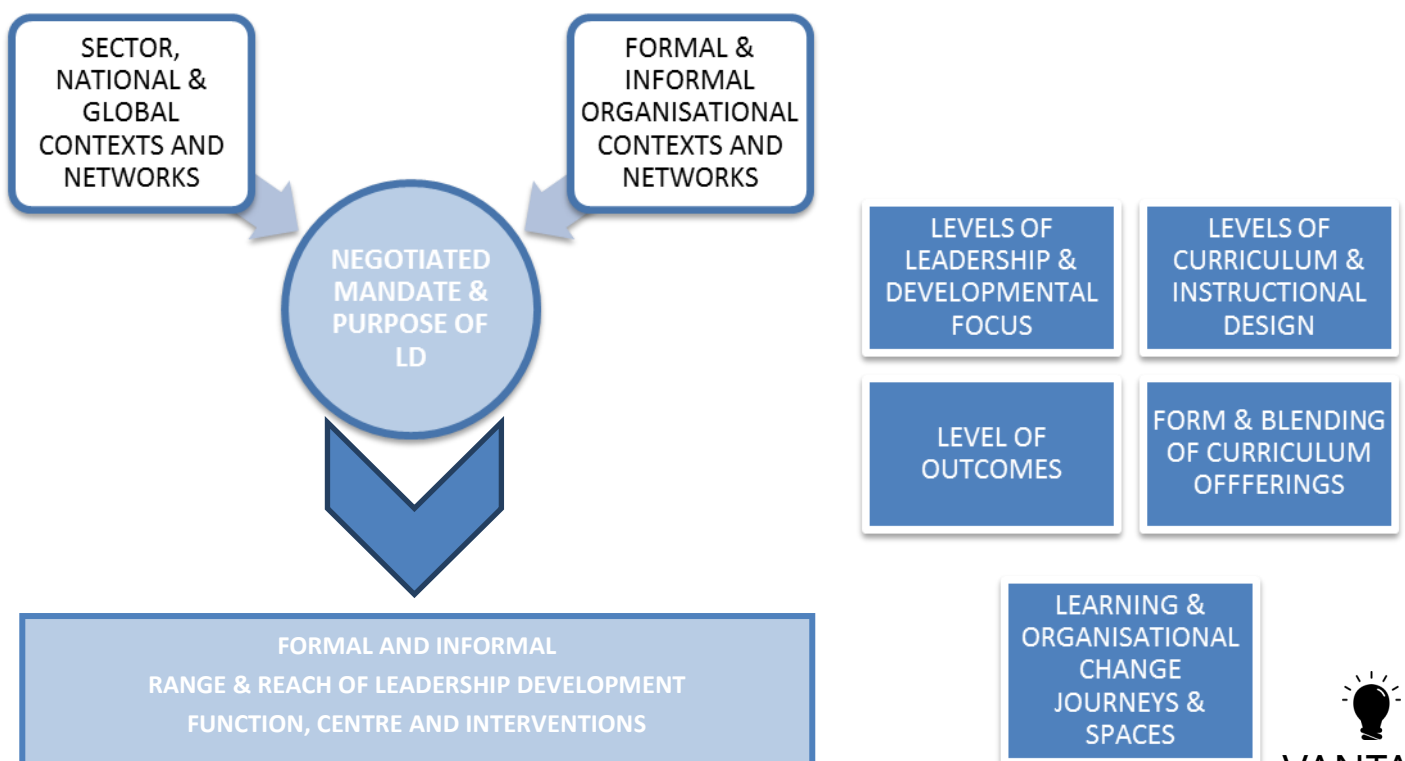 SECTOR,
NATIONAL &
GLOBAL
CONTEXTS AND
NETWORKS
FORMAL &
INFORMAL
ORGANISATIONAL
CONTEXTS AND
NETWORKS
NEGOTIATED
MANDATE &
PURPOSE OF
LD
FORMAL AND INFORMAL
RANGE & REACH OF LEADERSHIP DEVELOPMENT
FUNCTION, CENTRE AND INTERVENTIONS
LEVELS OF
LEADERSHIP &
DEVELOPMENTAL
FOCUS
LEVELS OF
CURRICULUM &
INSTRUCTIONAL
DESIGN
LEVEL OF
OUTCOMES
FORM & BLENDING
OF CURRICULUM
OFFFERINGS
LEARNING &
ORGANISATIONAL
CHANGE
JOURNEYS &
SPACES